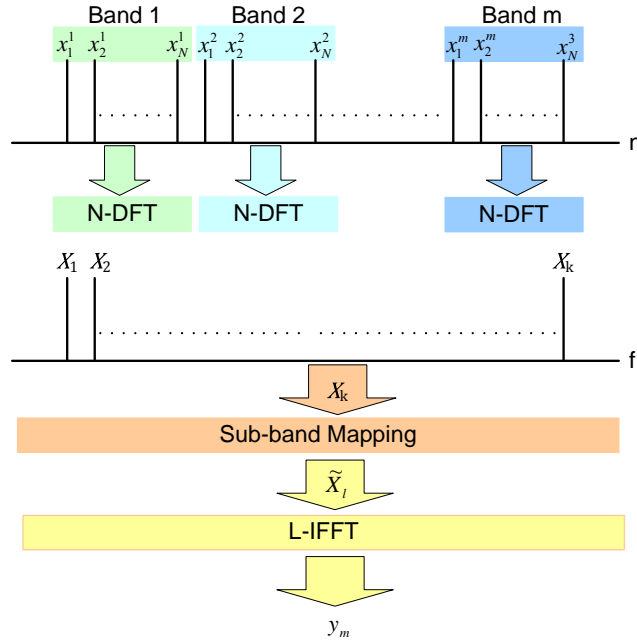 Band 1 Band 2 Band m
x_1^1 x_2^1 x_N^1 x_1^2 x_2^2 x_N^2 x_1^m x_2^m x_N^3
n
N-DFT N-DFT N-DFT
X_1 X_2 X_k
f
X_k
Sub-band Mapping
X̃_l
L-IFFT
y_m